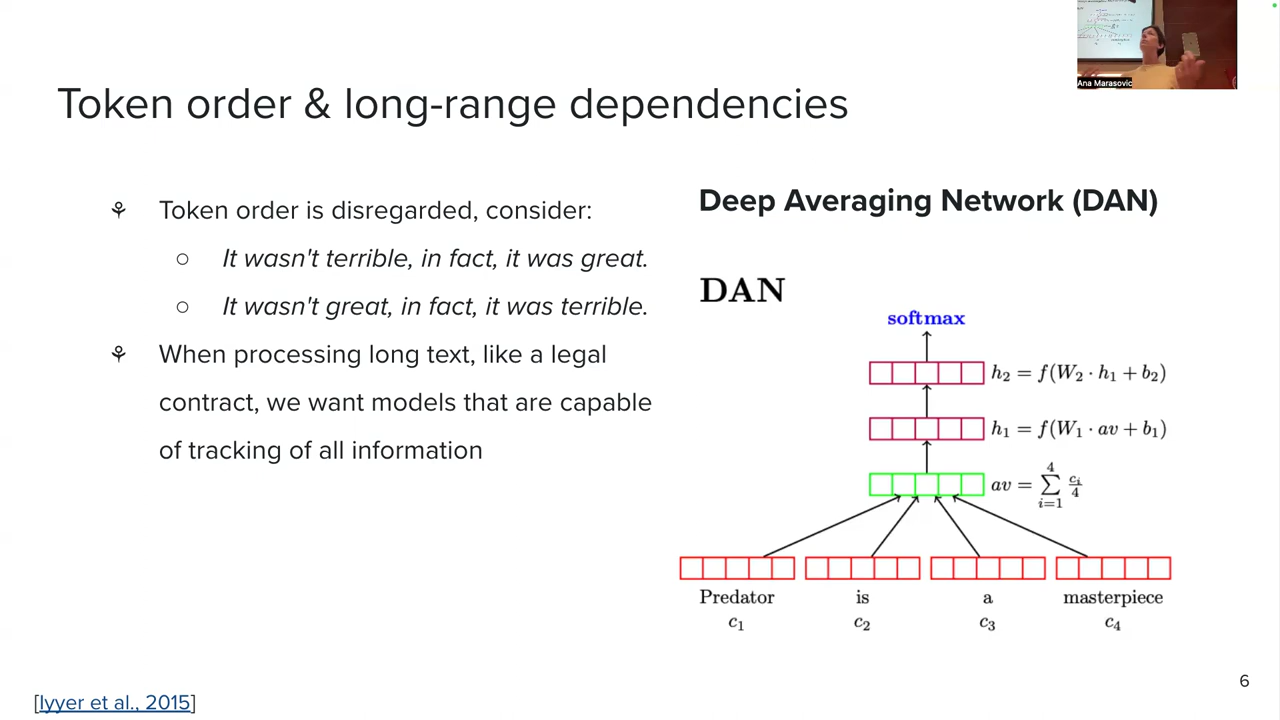 Ana Marasovic
Token order & long-range dependencies
⚘ Token order is disregarded, consider:
○ It wasn't terrible, in fact, it was great.
○ It wasn't great, in fact, it was terrible.
⚘ When processing long text, like a legal
contract, we want models that are capable
of tracking of all information
Deep Averaging Network (DAN)
DAN
softmax
h₂ = f(W₂ · h₁ + b₂)
h₁ = f(W₁ · av + b₁)
av = ∑_{i=1}^{4} c_i/4
Predator is a masterpiece
c₁ c₂ c₃ c₄
[Iyyer et al., 2015]
6